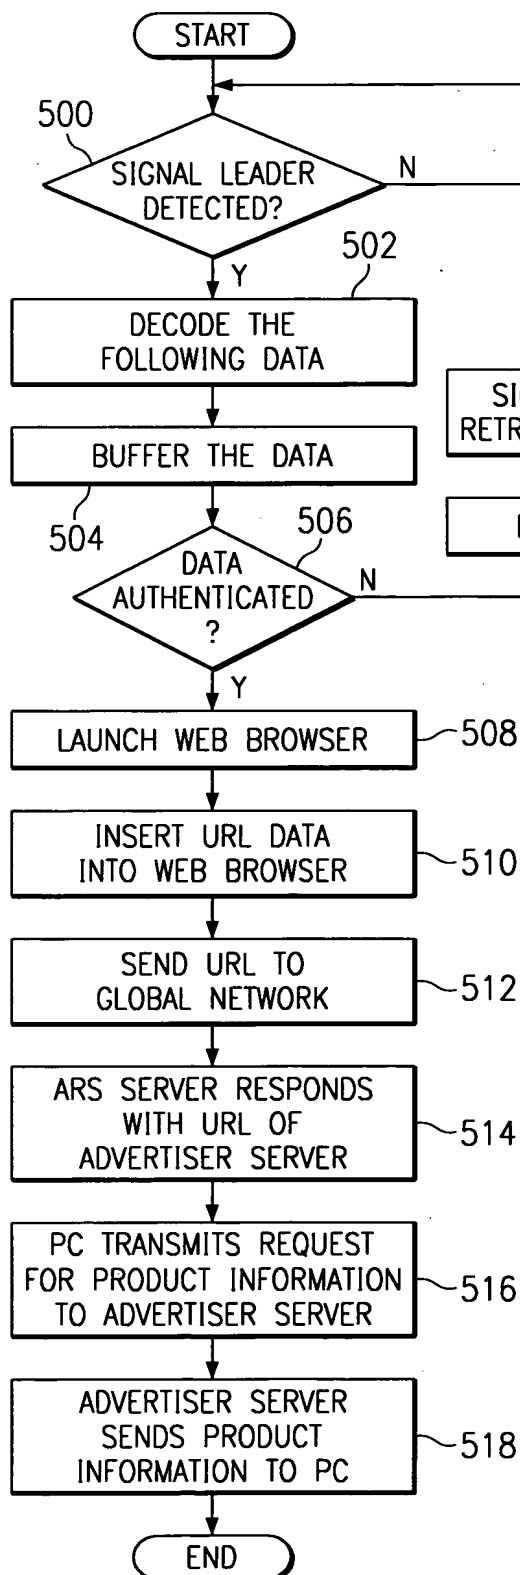 START
500
SIGNAL LEADER
DETECTED?
N
Y
502
DECODE THE
FOLLOWING DATA
BUFFER THE DATA
504
506
DATA
AUTHENTICATED
?
N
Y
LAUNCH WEB BROWSER
508
INSERT URL DATA
INTO WEB BROWSER
510
SEND URL TO
GLOBAL NETWORK
512
ARS SERVER RESPONDS
WITH URL OF
ADVERTISER SERVER
514
PC TRANSMITS REQUEST
FOR PRODUCT INFORMATION
TO ADVERTISER SERVER
516
ADVERTISER SERVER
SENDS PRODUCT
INFORMATION TO PC
518
END